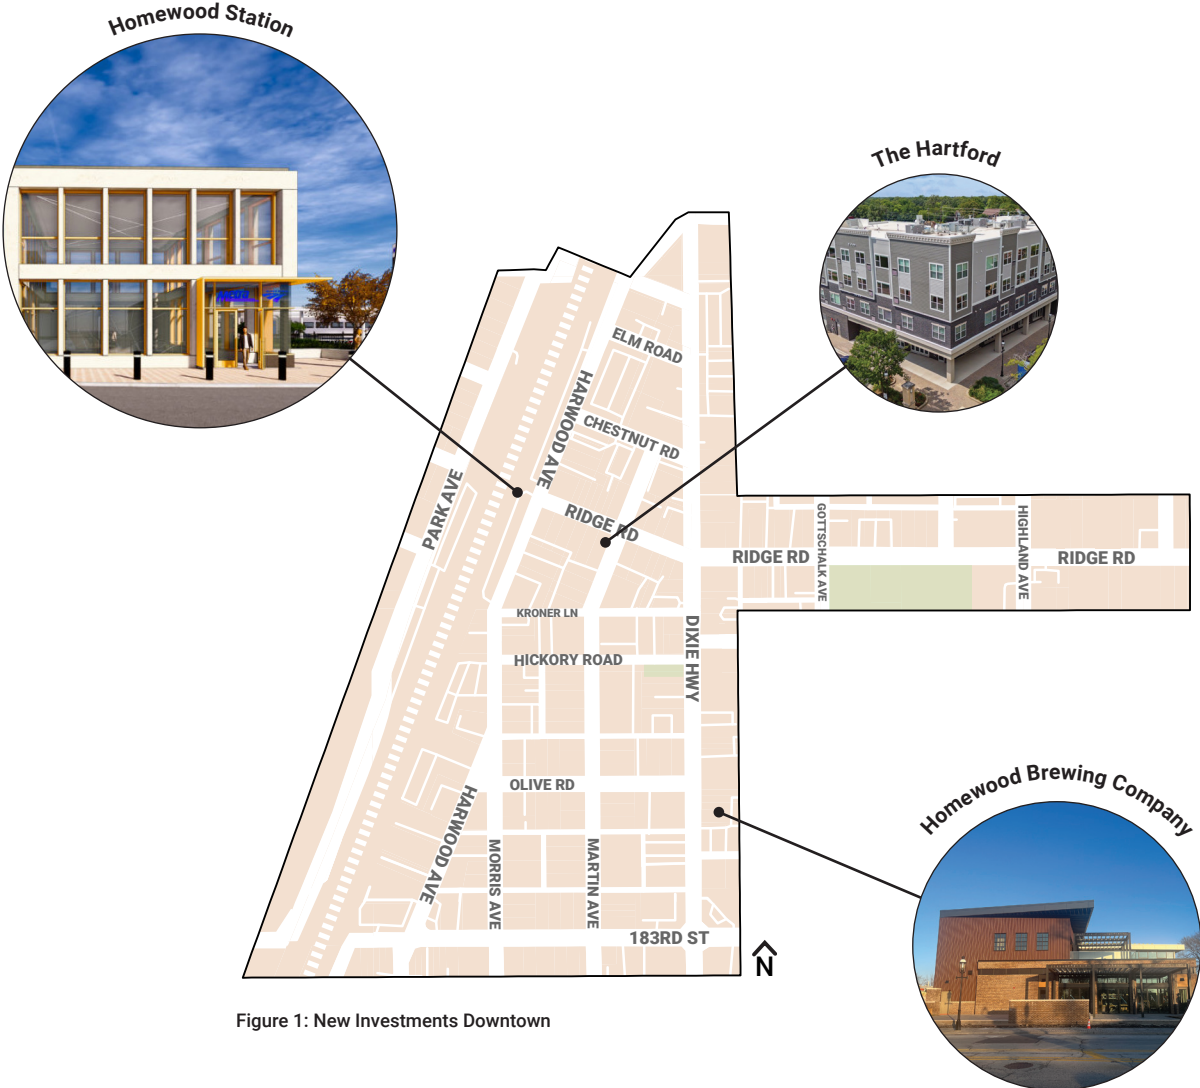 Homewood Station
The Hartford
Metra
ELM ROAD
HARWOOD AVE
CHESTNUT RD
PARK AVE
RIDGE RD
RIDGE RD
GOTTSCHALK AVE
HIGHLAND AVE
RIDGE RD
KRONER LN
DIXIE HWY
HICKORY ROAD
OLIVE RD
HARWOOD AVE
MORRIS AVE
MARTIN AVE
183RD ST
N
Homewood Brewing Company
Figure 1: New Investments Downtown